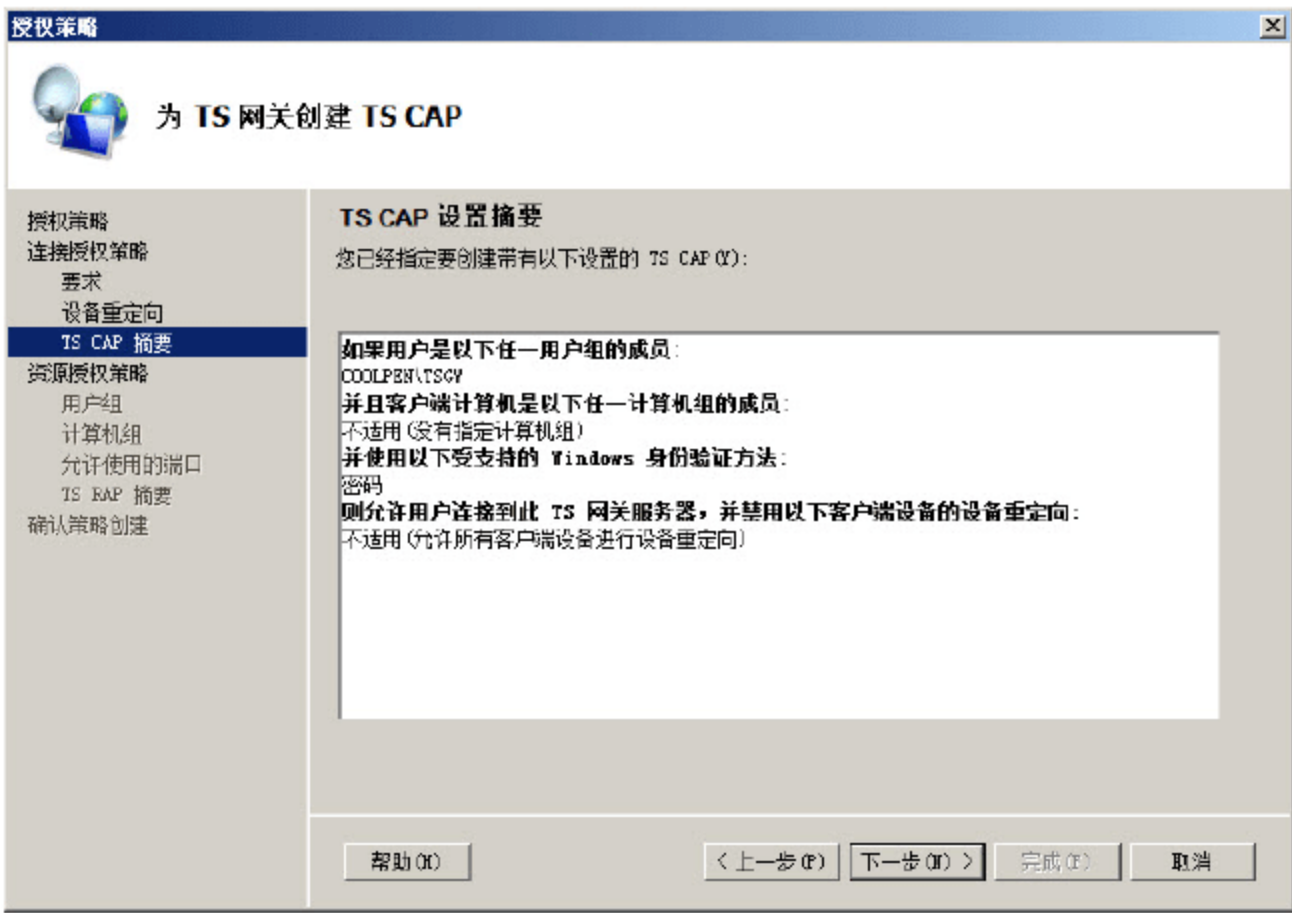 授权策略
为 TS 网关创建 TS CAP
授权策略
连接授权策略
要求
设备重定向
TS CAP 摘要
资源授权策略
用户组
计算机组
允许使用的端口
TS RAP 摘要
确认策略创建
TS CAP 设置摘要
您已经指定要创建带有以下设置的 TS CAP(Y):
如果用户是以下任一用户组的成员:
COOLPEN\TSGW
并且客户端计算机是以下任一计算机组的成员:
不适用(没有指定计算机组)
并使用以下受支持的 Windows 身份验证方法:
密码
则允许用户连接到此 TS 网关服务器，并禁用以下客户端设备的设备重定向:
不适用(允许所有客户端设备进行设备重定向)
帮助(H)
< 上一步(P)
下一步(N) >
完成(F)
取消